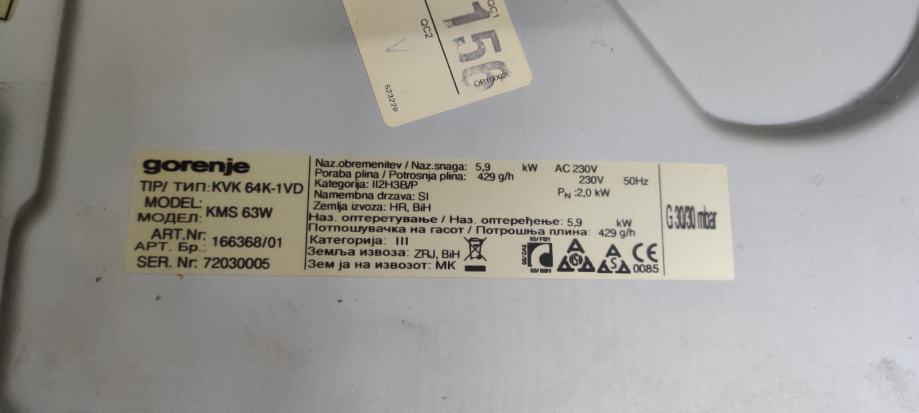 QC1
QC2
156
V
OP100920
523229
gorenje
TIP/ ТИП: KVK 64K-1VD
MODEL:
МОДЕЛ: KMS 63W
ART.Nr:
АРТ. Бр.: 166368/01
SER. Nr: 72030005
Naz.obremenitev / Naz.snaga: 5,9 kW AC 230V
Poraba plina / Potrosnja plina: 429 g/h 230V 50Hz
Kategorija: II2H3B/P PN :2,0 kW
Namembna drzava: SI
Zemlja izvoza: HR, BiH
Наз. оптеретување / Наз. оптерећење: 5,9 kW
Потпошувачка на гасот / Потрошња плина: 429 g/h
Категорија: III
Земља извоза: ZRJ, BiH
Зем ја на извозот: МК
0085
G 30/30 mbar